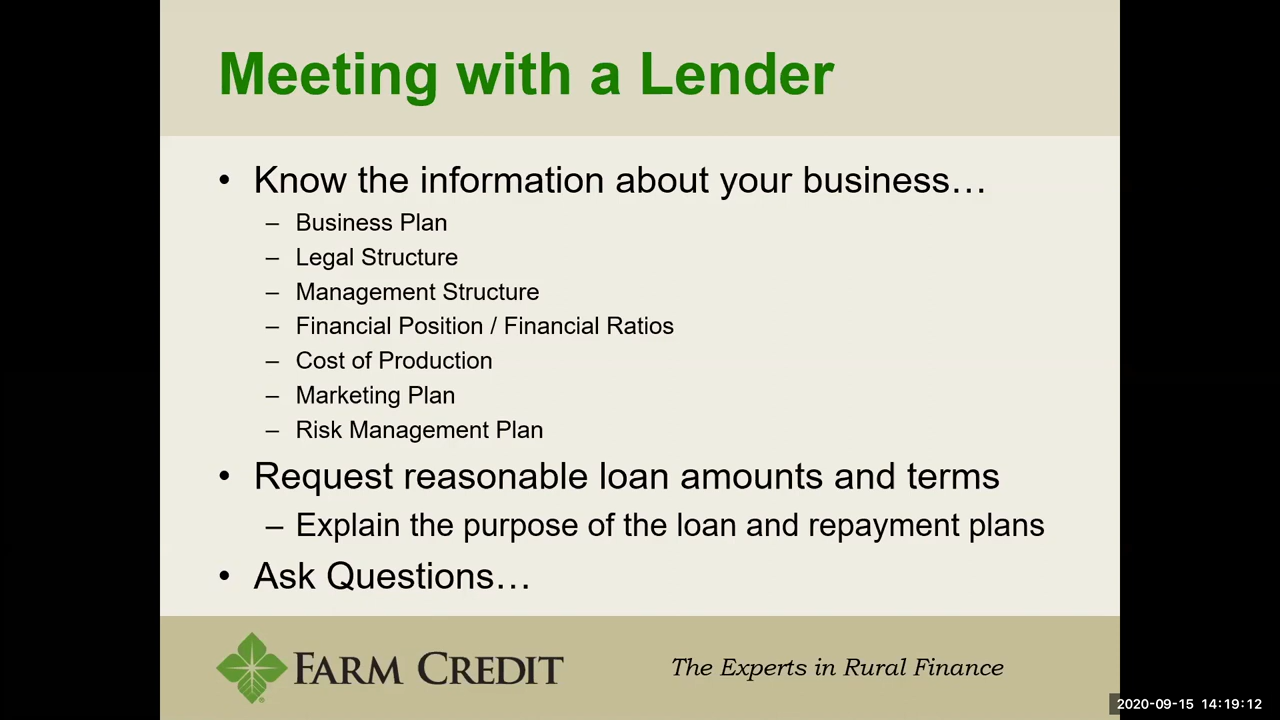 Meeting with a Lender
• Know the information about your business…
– Business Plan
– Legal Structure
– Management Structure
– Financial Position / Financial Ratios
– Cost of Production
– Marketing Plan
– Risk Management Plan
• Request reasonable loan amounts and terms
– Explain the purpose of the loan and repayment plans
• Ask Questions…
FARM CREDIT
The Experts in Rural Finance
2020-09-15 14:19:12